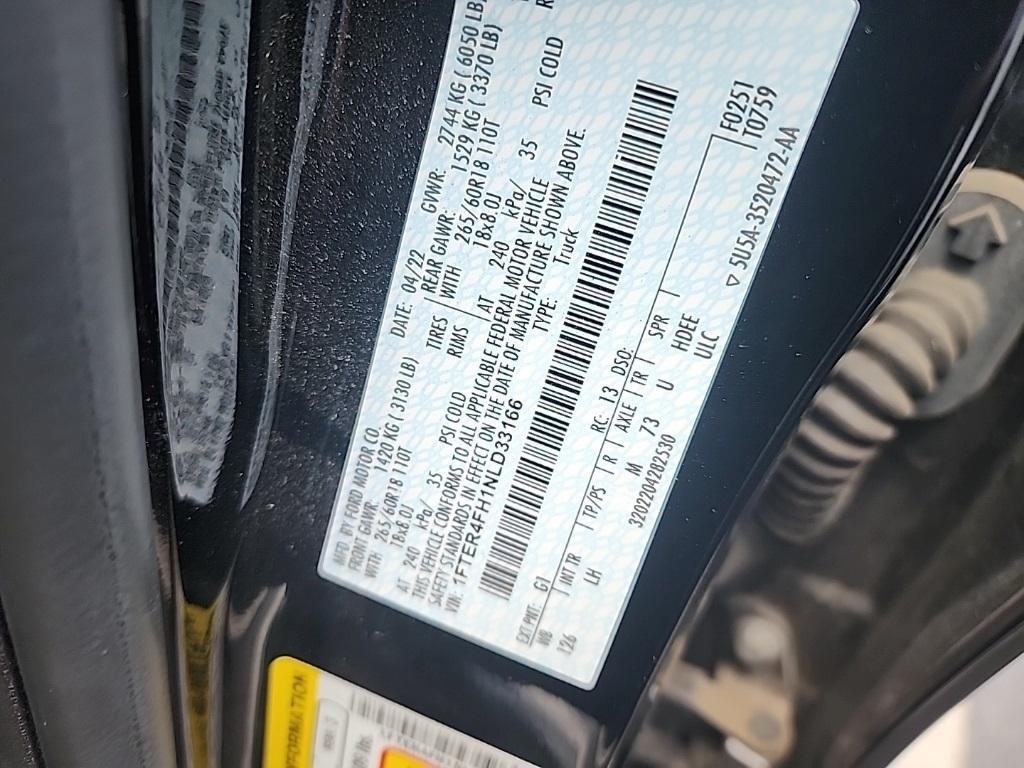 MFD. BY FORD MOTOR CO.
DATE: 04/22 GVWR: 2744 KG ( 6050 LB
FRONT GAWR: 1420 KG ( 3130 LB) REAR GAWR: 1529 KG ( 3370 LB)
WITH 265/60R18 110T TIRES WITH 265/60R18 110T
18x8.0J RIMS 18x8.0J
AT 240 kPa/ 35 PSI COLD AT 240 kPa/ 35 PSI COLD
THIS VEHICLE CONFORMS TO ALL APPLICABLE FEDERAL MOTOR VEHICLE
SAFETY STANDARDS IN EFFECT ON THE DATE OF MANUFACTURE SHOWN ABOVE.
VIN: 1FTER4FH1NLD33166 TYPE: Truck
EXT PNT: G1 RC: 13 DSO: F0251
WB INT TR TP/PS R AXLE TR SPR T0759
126 LH M 73 U HDEE
ULC
3202204282530 ▽ 5U5A-3520472-AA
INFORMATION